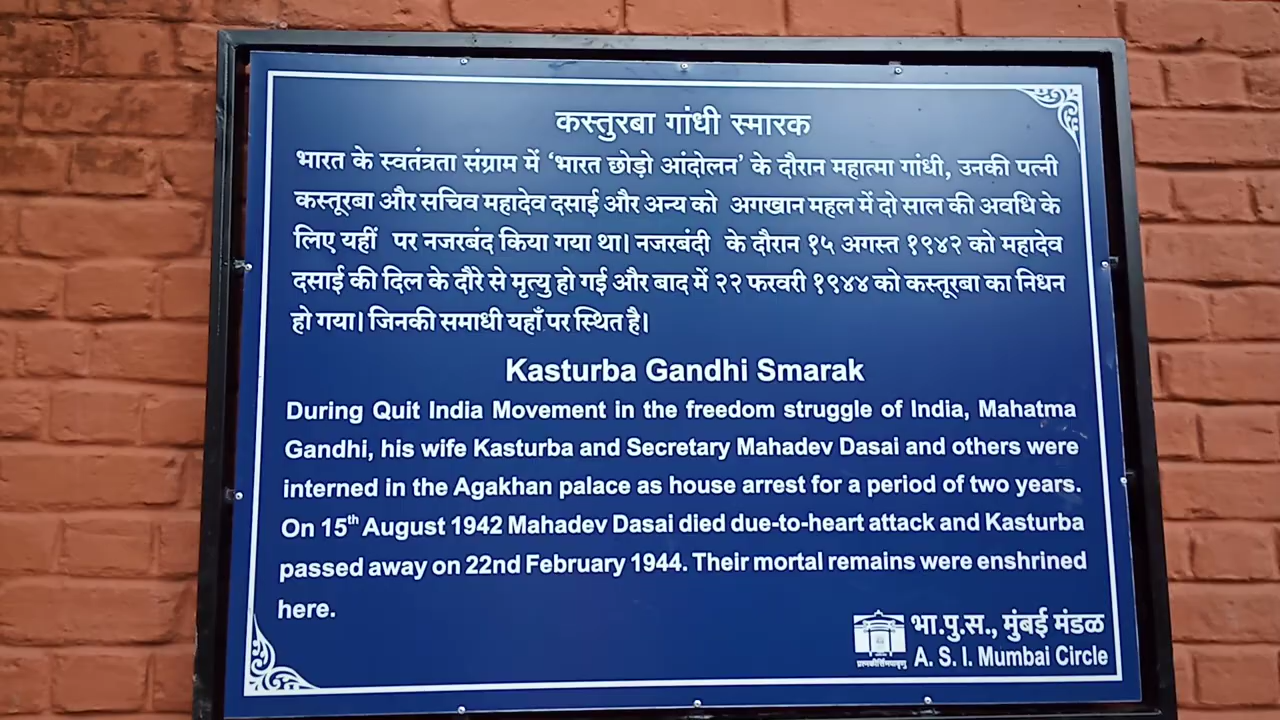 कस्तुरबा गांधी स्मारक
भारत के स्वतंत्रता संग्राम में ‘भारत छोड़ो आंदोलन’ के दौरान महात्मा गांधी, उनकी पत्नी
कस्तूरबा और सचिव महादेव दसाई और अन्य को अगखान महल में दो साल की अवधि के
लिए यहीं पर नजरबंद किया गया था। नजरबंदी के दौरान १५ अगस्त १९४२ को महादेव
दसाई की दिल के दौरे से मृत्यु हो गई और बाद में २२ फरवरी १९४४ को कस्तूरबा का निधन
हो गया। जिनकी समाधी यहाँ पर स्थित है।
Kasturba Gandhi Smarak
During Quit India Movement in the freedom struggle of India, Mahatma
Gandhi, his wife Kasturba and Secretary Mahadev Dasai and others were
interned in the Agakhan palace as house arrest for a period of two years.
On 15th August 1942 Mahadev Dasai died due-to-heart attack and Kasturba
passed away on 22nd February 1944. Their mortal remains were enshrined
here.
भा.पु.स., मुंबई मंडळ
A. S. I. Mumbai Circle